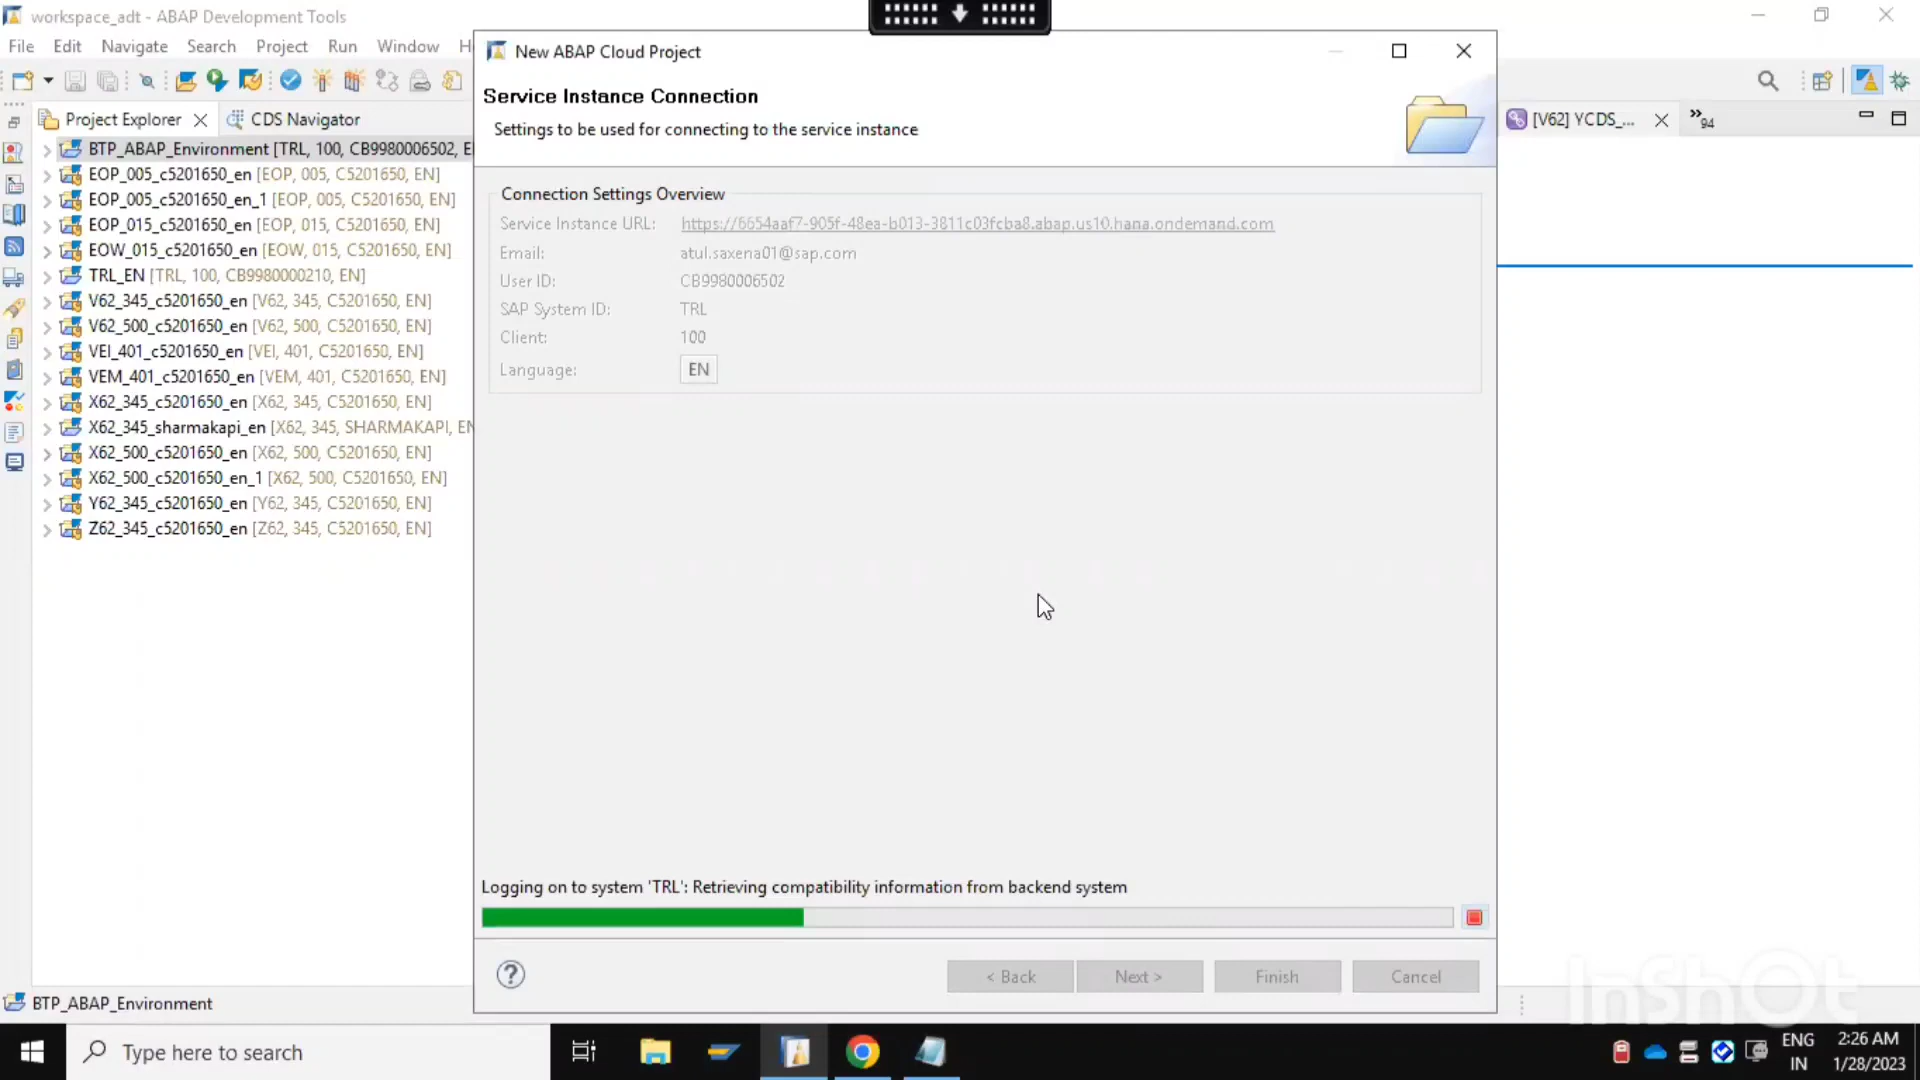 workspace_adt - ABAP Development Tools
File Edit Navigate Search Project Run Window H
Project Explorer
CDS Navigator
BTP_ABAP_Environment [TRL, 100, CB9980006502, E
EOP_005_c5201650_en [EOP, 005, C5201650, EN]
EOP_005_c5201650_en_1 [EOP, 005, C5201650, EN]
EOP_015_c5201650_en [EOP, 015, C5201650, EN]
EOW_015_c5201650_en [EOW, 015, C5201650, EN]
TRL_EN [TRL, 100, CB9980000210, EN]
V62_345_c5201650_en [V62, 345, C5201650, EN]
V62_500_c5201650_en [V62, 500, C5201650, EN]
VEI_401_c5201650_en [VEI, 401, C5201650, EN]
VEM_401_c5201650_en [VEM, 401, C5201650, EN]
X62_345_c5201650_en [X62, 345, C5201650, EN]
X62_345_sharmakapi_en [X62, 345, SHARMAKAPI, EN
X62_500_c5201650_en [X62, 500, C5201650, EN]
X62_500_c5201650_en_1 [X62, 500, C5201650, EN]
Y62_345_c5201650_en [Y62, 345, C5201650, EN]
Z62_345_c5201650_en [Z62, 345, C5201650, EN]
BTP_ABAP_Environment
New ABAP Cloud Project
Service Instance Connection
Settings to be used for connecting to the service instance
Connection Settings Overview
Service Instance URL: https://6654aaf7-905f-48ea-b013-3811c03fcba8.abap.us10.hana.ondemand.com
Email: atul.saxena01@sap.com
User ID: CB9980006502
SAP System ID: TRL
Client: 100
Language: EN
Logging on to system 'TRL': Retrieving compatibility information from backend system
< Back Next > Finish Cancel
[V62] YCDS_...
94
InShOt
Type here to search
ENG
IN
2:26 AM
1/28/2023